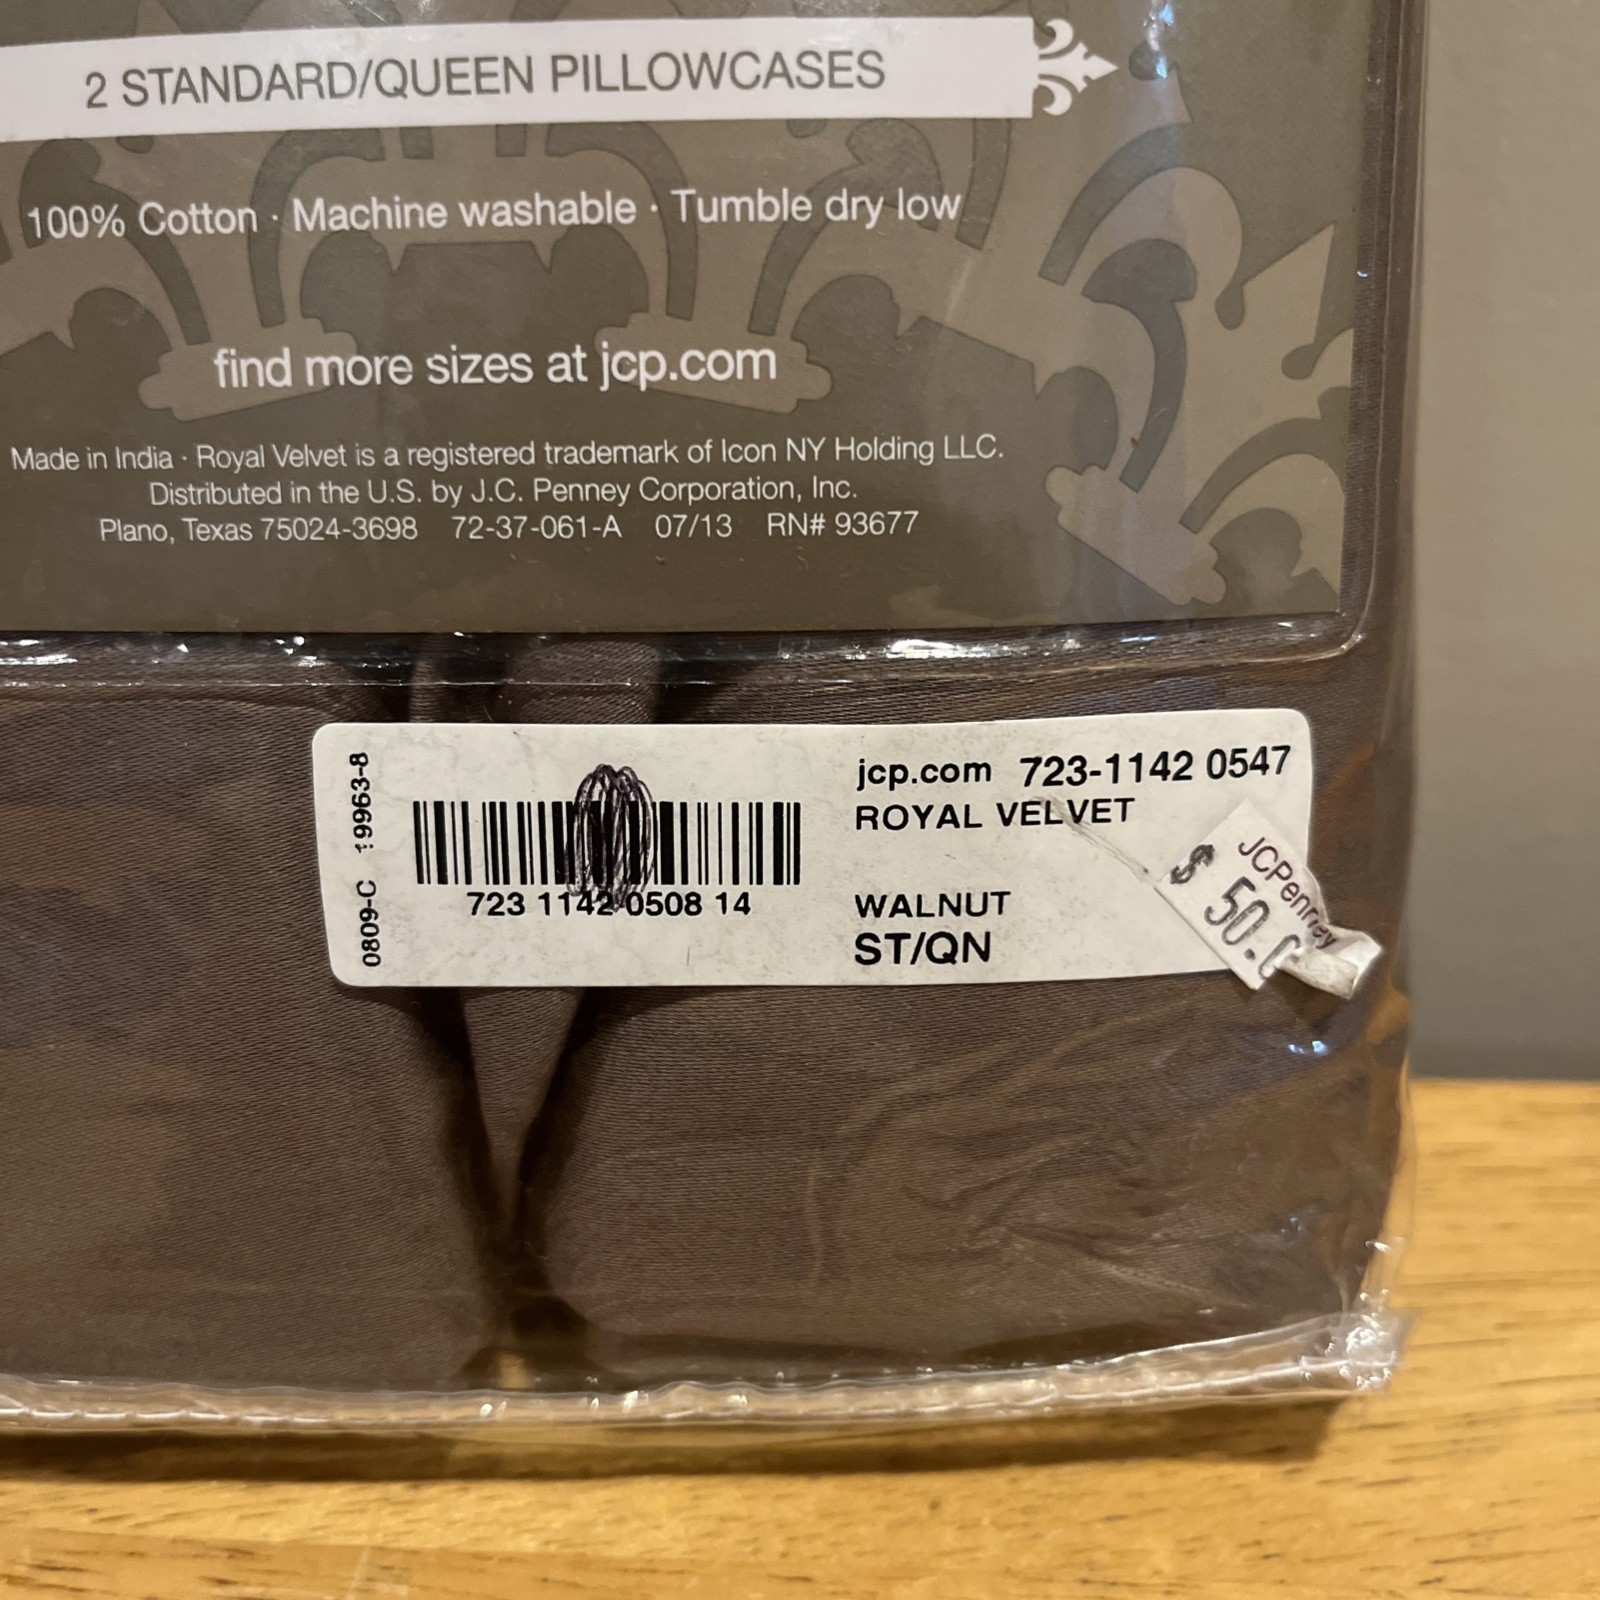 2 STANDARD/QUEEN PILLOWCASES
100% Cotton · Machine washable · Tumble dry low
find more sizes at jcp.com
Made in India · Royal Velvet is a registered trademark of Icon NY Holding LLC.
Distributed in the U.S. by J.C. Penney Corporation, Inc.
Plano, Texas 75024-3698 72-37-061-A 07/13 RN# 93677
0809-C 19963-8
723 1142 0508 14
jcp.com 723-1142 0547
ROYAL VELVET
WALNUT
ST/QN
JCPenney
$ 50.